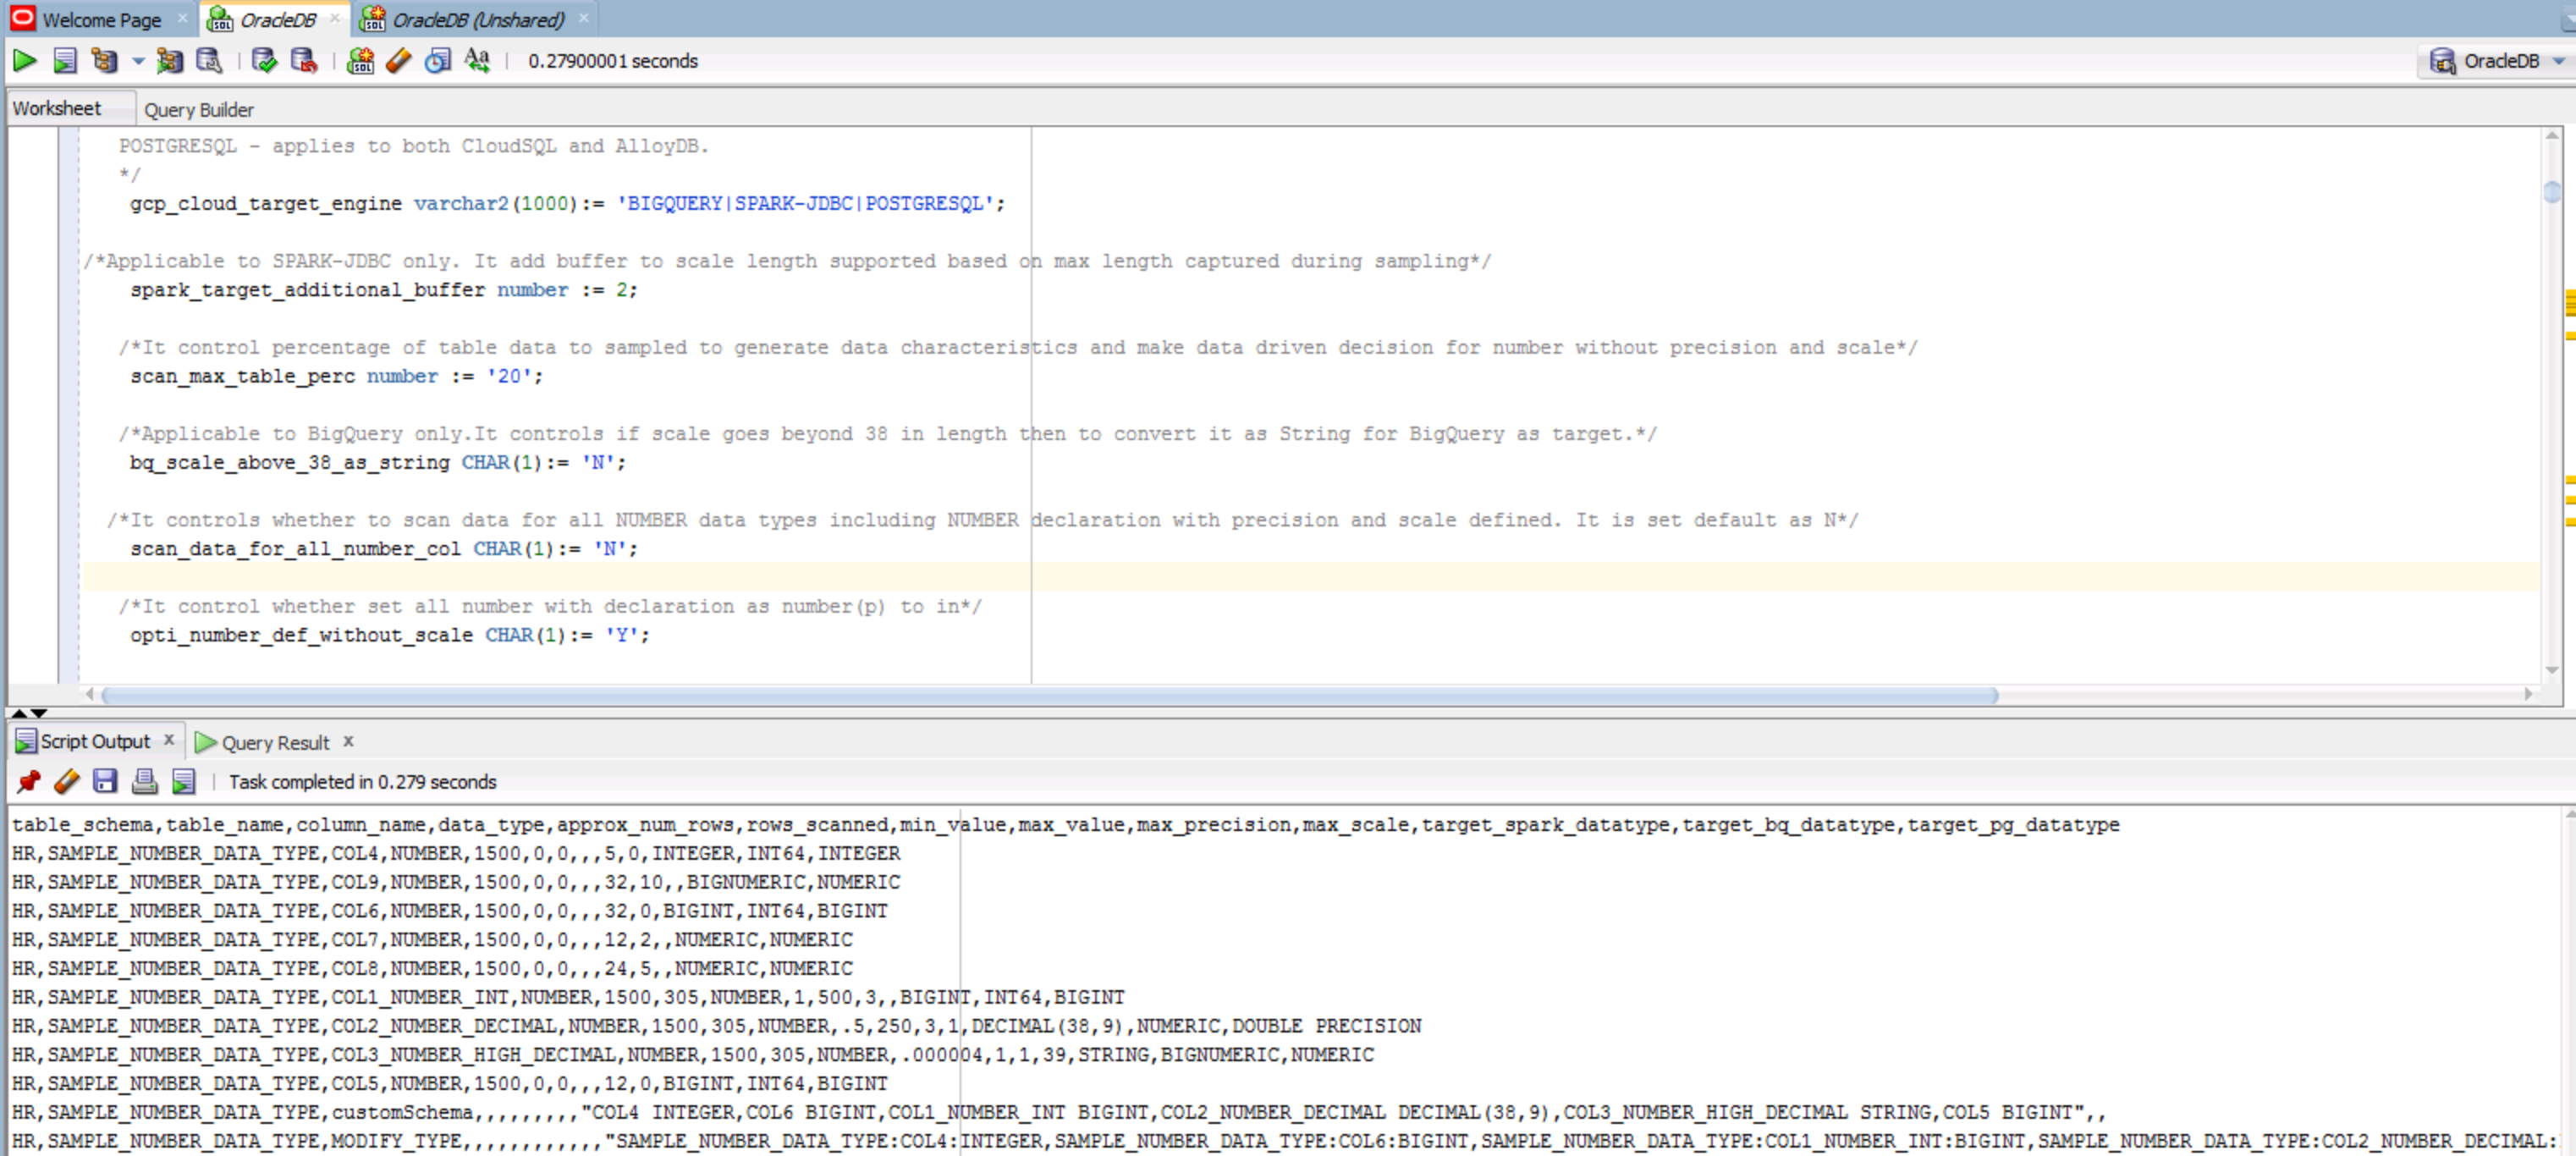 Welcome Page OracleDB OracleDB (Unshared)
0.27900001 seconds OracleDB
Worksheet Query Builder
POSTGRESQL - applies to both CloudSQL and AlloyDB.
*/
gcp_cloud_target_engine varchar2(1000):= 'BIGQUERY|SPARK-JDBC|POSTGRESQL';
/*Applicable to SPARK-JDBC only. It add buffer to scale length supported based on max length captured during sampling*/
spark_target_additional_buffer number := 2;
/*It control percentage of table data to sampled to generate data characteristics and make data driven decision for number without precision and scale*/
scan_max_table_perc number := '20';
/*Applicable to BigQuery only.It controls if scale goes beyond 38 in length then to convert it as String for BigQuery as target.*/
bq_scale_above_38_as_string CHAR(1):= 'N';
/*It controls whether to scan data for all NUMBER data types including NUMBER declaration with precision and scale defined. It is set default as N*/
scan_data_for_all_number_col CHAR(1):= 'N';
/*It control whether set all number with declaration as number(p) to in*/
opti_number_def_without_scale CHAR(1):= 'Y';
Script Output x Query Result x
Task completed in 0.279 seconds
table_schema,table_name,column_name,data_type,approx_num_rows,rows_scanned,min_value,max_value,max_precision,max_scale,target_spark_datatype,target_bq_datatype,target_pg_datatype
HR,SAMPLE_NUMBER_DATA_TYPE,COL4,NUMBER,1500,0,0,,,5,0,INTEGER,INT64,INTEGER
HR,SAMPLE_NUMBER_DATA_TYPE,COL9,NUMBER,1500,0,0,,,32,10,,BIGNUMERIC,NUMERIC
HR,SAMPLE_NUMBER_DATA_TYPE,COL6,NUMBER,1500,0,0,,,32,0,BIGINT,INT64,BIGINT
HR,SAMPLE_NUMBER_DATA_TYPE,COL7,NUMBER,1500,0,0,,,12,2,,NUMERIC,NUMERIC
HR,SAMPLE_NUMBER_DATA_TYPE,COL8,NUMBER,1500,0,0,,,24,5,,NUMERIC,NUMERIC
HR,SAMPLE_NUMBER_DATA_TYPE,COL1_NUMBER_INT,NUMBER,1500,305,NUMBER,1,500,3,,BIGINT,INT64,BIGINT
HR,SAMPLE_NUMBER_DATA_TYPE,COL2_NUMBER_DECIMAL,NUMBER,1500,305,NUMBER,.5,250,3,1,DECIMAL(38,9),NUMERIC,DOUBLE PRECISION
HR,SAMPLE_NUMBER_DATA_TYPE,COL3_NUMBER_HIGH_DECIMAL,NUMBER,1500,305,NUMBER,.000004,1,1,39,STRING,BIGNUMERIC,NUMERIC
HR,SAMPLE_NUMBER_DATA_TYPE,COL5,NUMBER,1500,0,0,,,12,0,BIGINT,INT64,BIGINT
HR,SAMPLE_NUMBER_DATA_TYPE,customSchema,,,,,,,,,"COL4 INTEGER,COL6 BIGINT,COL1_NUMBER_INT BIGINT,COL2_NUMBER_DECIMAL DECIMAL(38,9),COL3_NUMBER_HIGH_DECIMAL STRING,COL5 BIGINT",,
HR,SAMPLE_NUMBER_DATA_TYPE,MODIFY_TYPE,,,,,,,,,,,,"SAMPLE_NUMBER_DATA_TYPE:COL4:INTEGER,SAMPLE_NUMBER_DATA_TYPE:COL6:BIGINT,SAMPLE_NUMBER_DATA_TYPE:COL1_NUMBER_INT:BIGINT,SAMPLE_NUMBER_DATA_TYPE:COL2_NUMBER_DECIMAL: